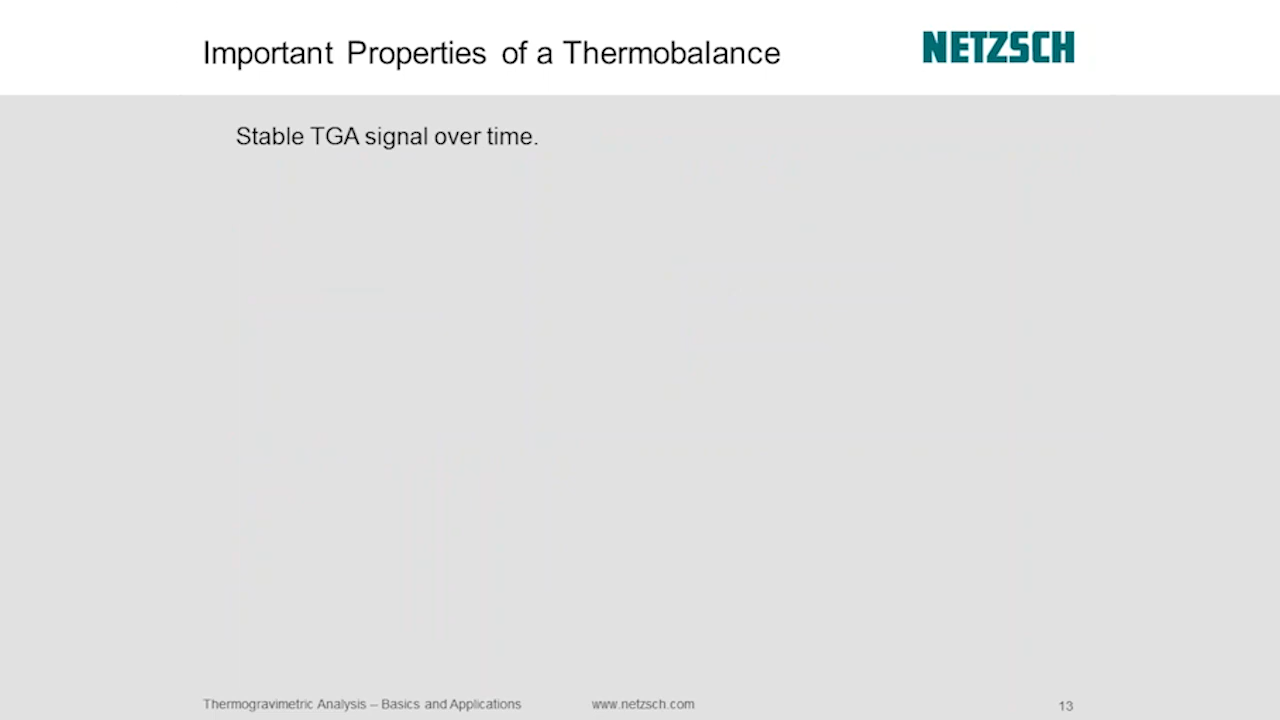 Important Properties of a Thermobalance
NETZSCH
Stable TGA signal over time.
Thermogravimetric Analysis – Basics and Applications
www.netzsch.com
13